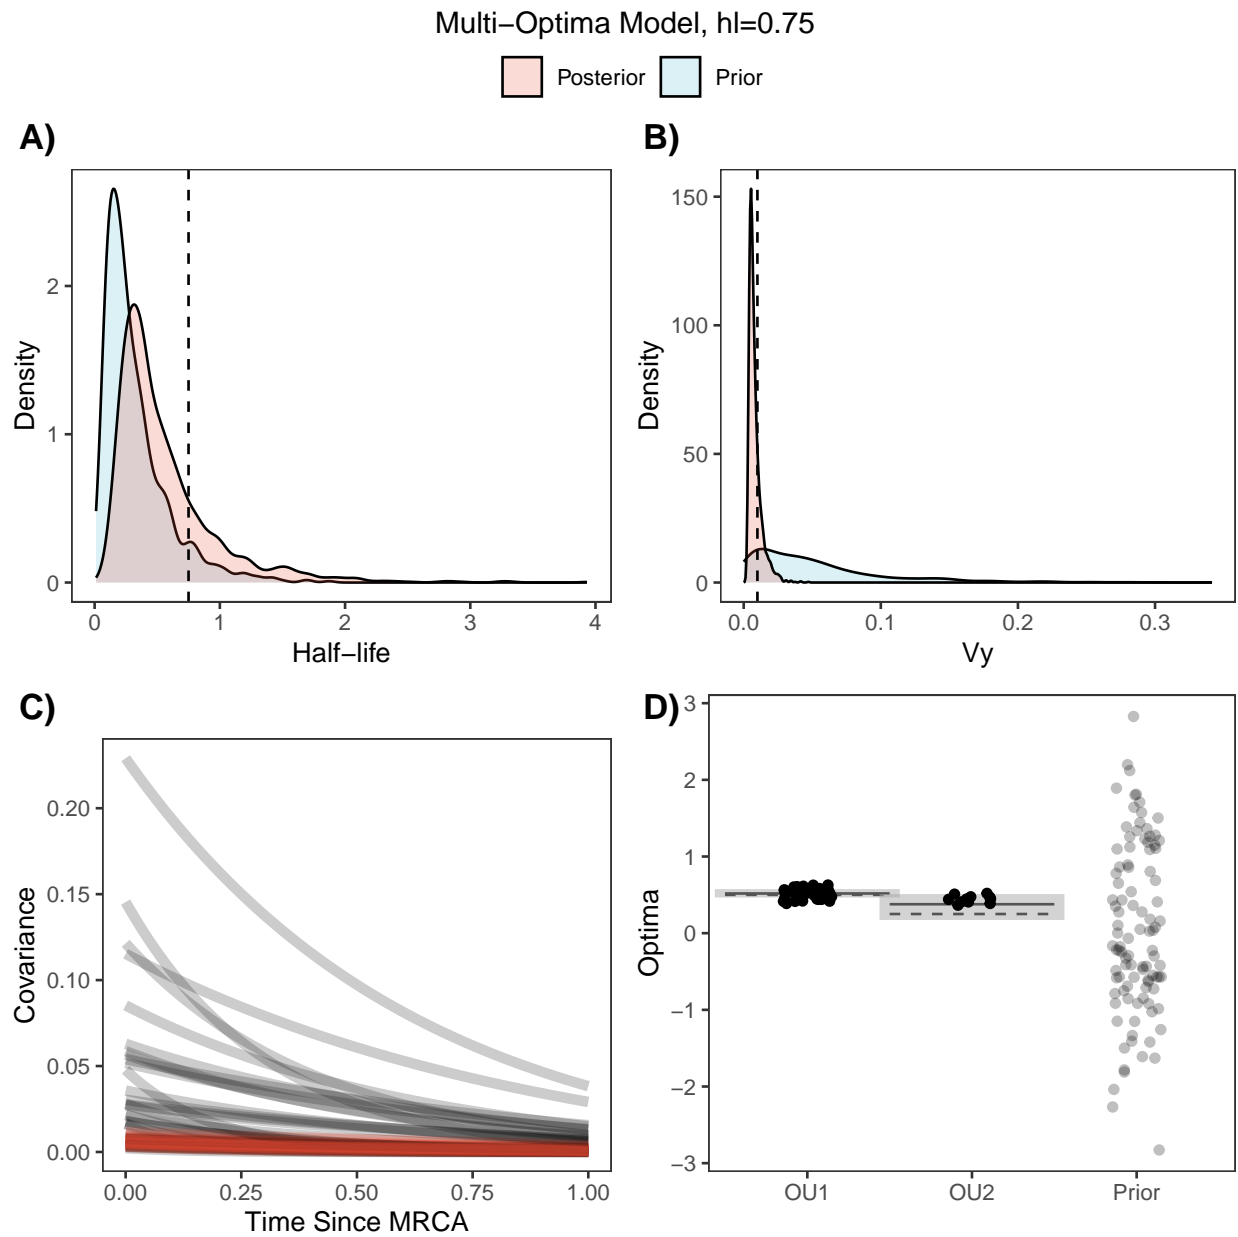 Multi−Optima Model, hl=0.75
Posterior
Prior
A)
Density
0
1
2
0
1
2
3
4
Half−life
B)
Density
0
50
100
150
0.0
0.1
0.2
0.3
Vy
C)
Covariance
0.00
0.05
0.10
0.15
0.20
0.00
0.25
0.50
0.75
1.00
Time Since MRCA
D)
Optima
−3
−2
−1
0
1
2
3
OU1
OU2
Prior